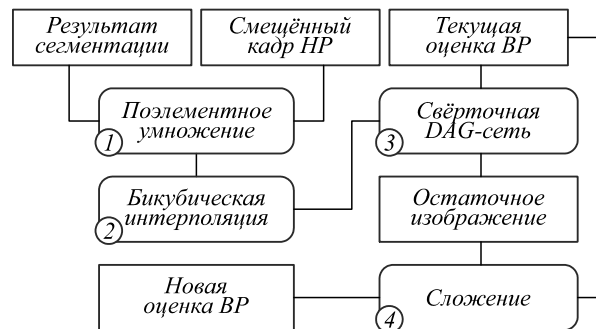 Результат
сегментации
Смещённый
кадр НР
Текущая
оценка ВР
Поэлементное
умножение
1
Свёрточная
DAG-сеть
3
Бикубическая
интерполяция
2
Остаточное
изображение
Новая
оценка ВР
Сложение
4